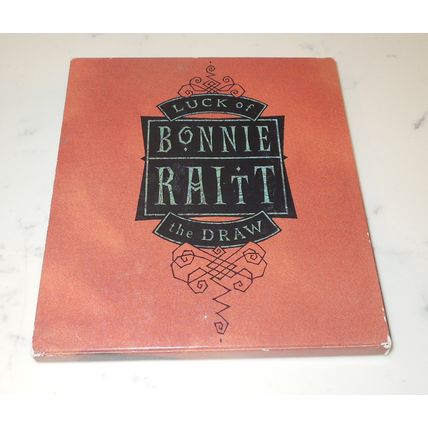 LUCK of
BONNIE
RAITT
the DRAW